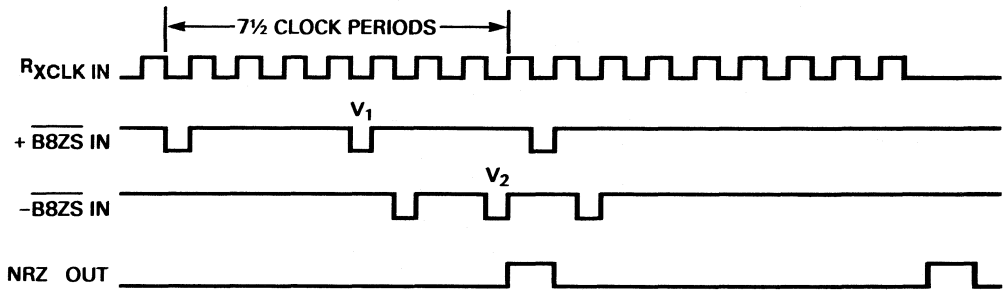 7½ CLOCK PERIODS
RXCLK IN
V1
+ B8ZS IN
V2
−B8ZS IN
NRZ OUT